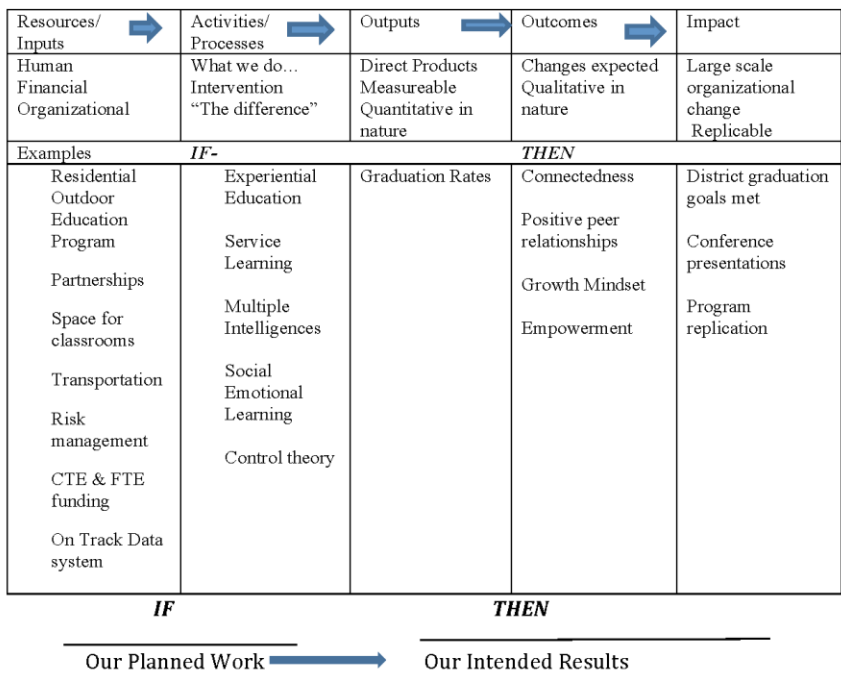 Resources/
Inputs
Activities/
Processes
Outputs
Outcomes
Impact
Human
Financial
Organizational
What we do…
Intervention
“The difference”
Direct Products
Measureable
Quantitative in
nature
Changes expected
Qualitative in
nature
Large scale
organizational
change
Replicable
Examples
IF-
THEN
Residential
Outdoor
Education
Program
Partnerships
Space for
classrooms
Transportation
Risk
management
CTE & FTE
funding
On Track Data
system
Experiential
Education
Service
Learning
Multiple
Intelligences
Social
Emotional
Learning
Control theory
Graduation Rates
Connectedness
Positive peer
relationships
Growth Mindset
Empowerment
District graduation
goals met
Conference
presentations
Program
replication
IF
THEN
Our Planned Work
Our Intended Results